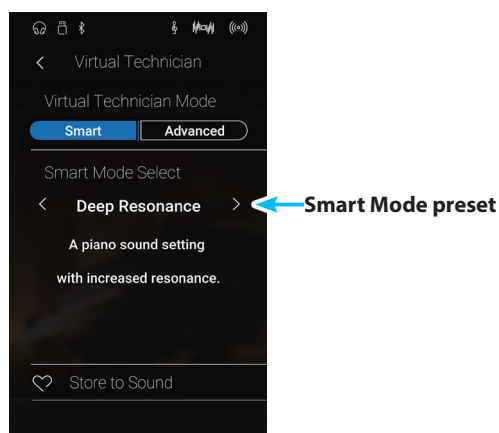 Virtual Technician
Virtual Technician Mode
Smart Advanced
Smart Mode Select
Deep Resonance
Smart Mode preset
A piano sound setting
with increased resonance.
Store to Sound